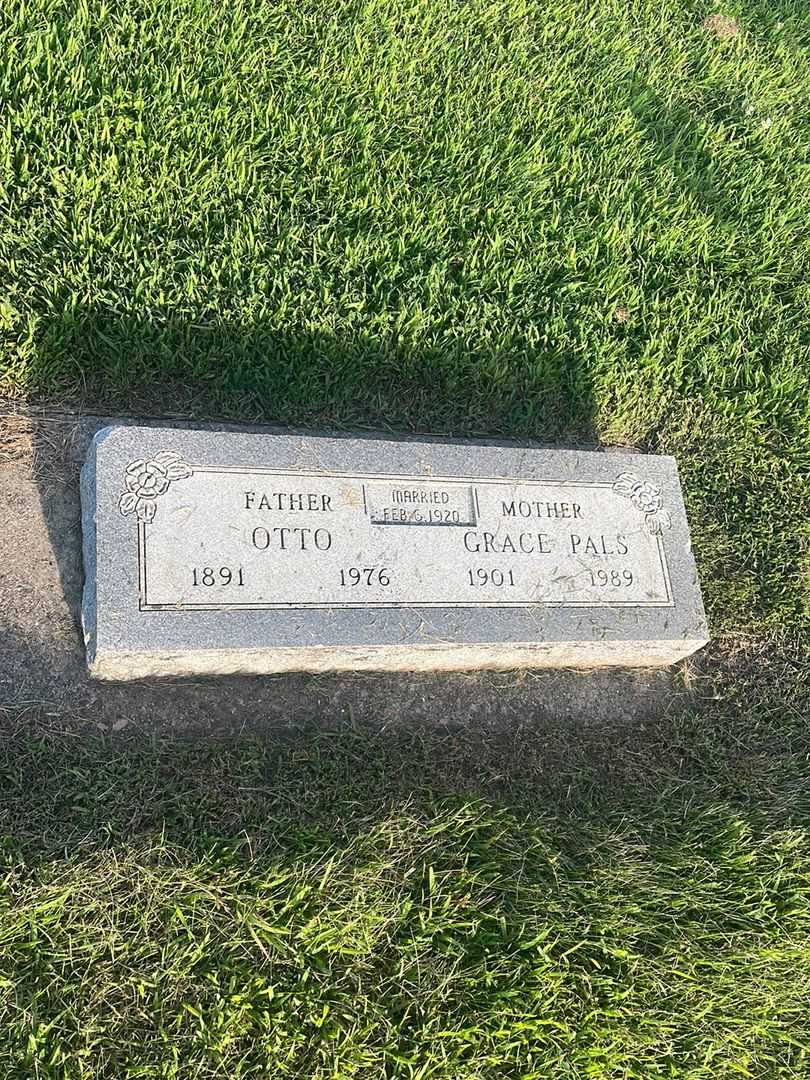 MARRIED
FEB. 6, 1920
FATHER MOTHER
OTTO GRACE PALS
1891 1976 1901 1989